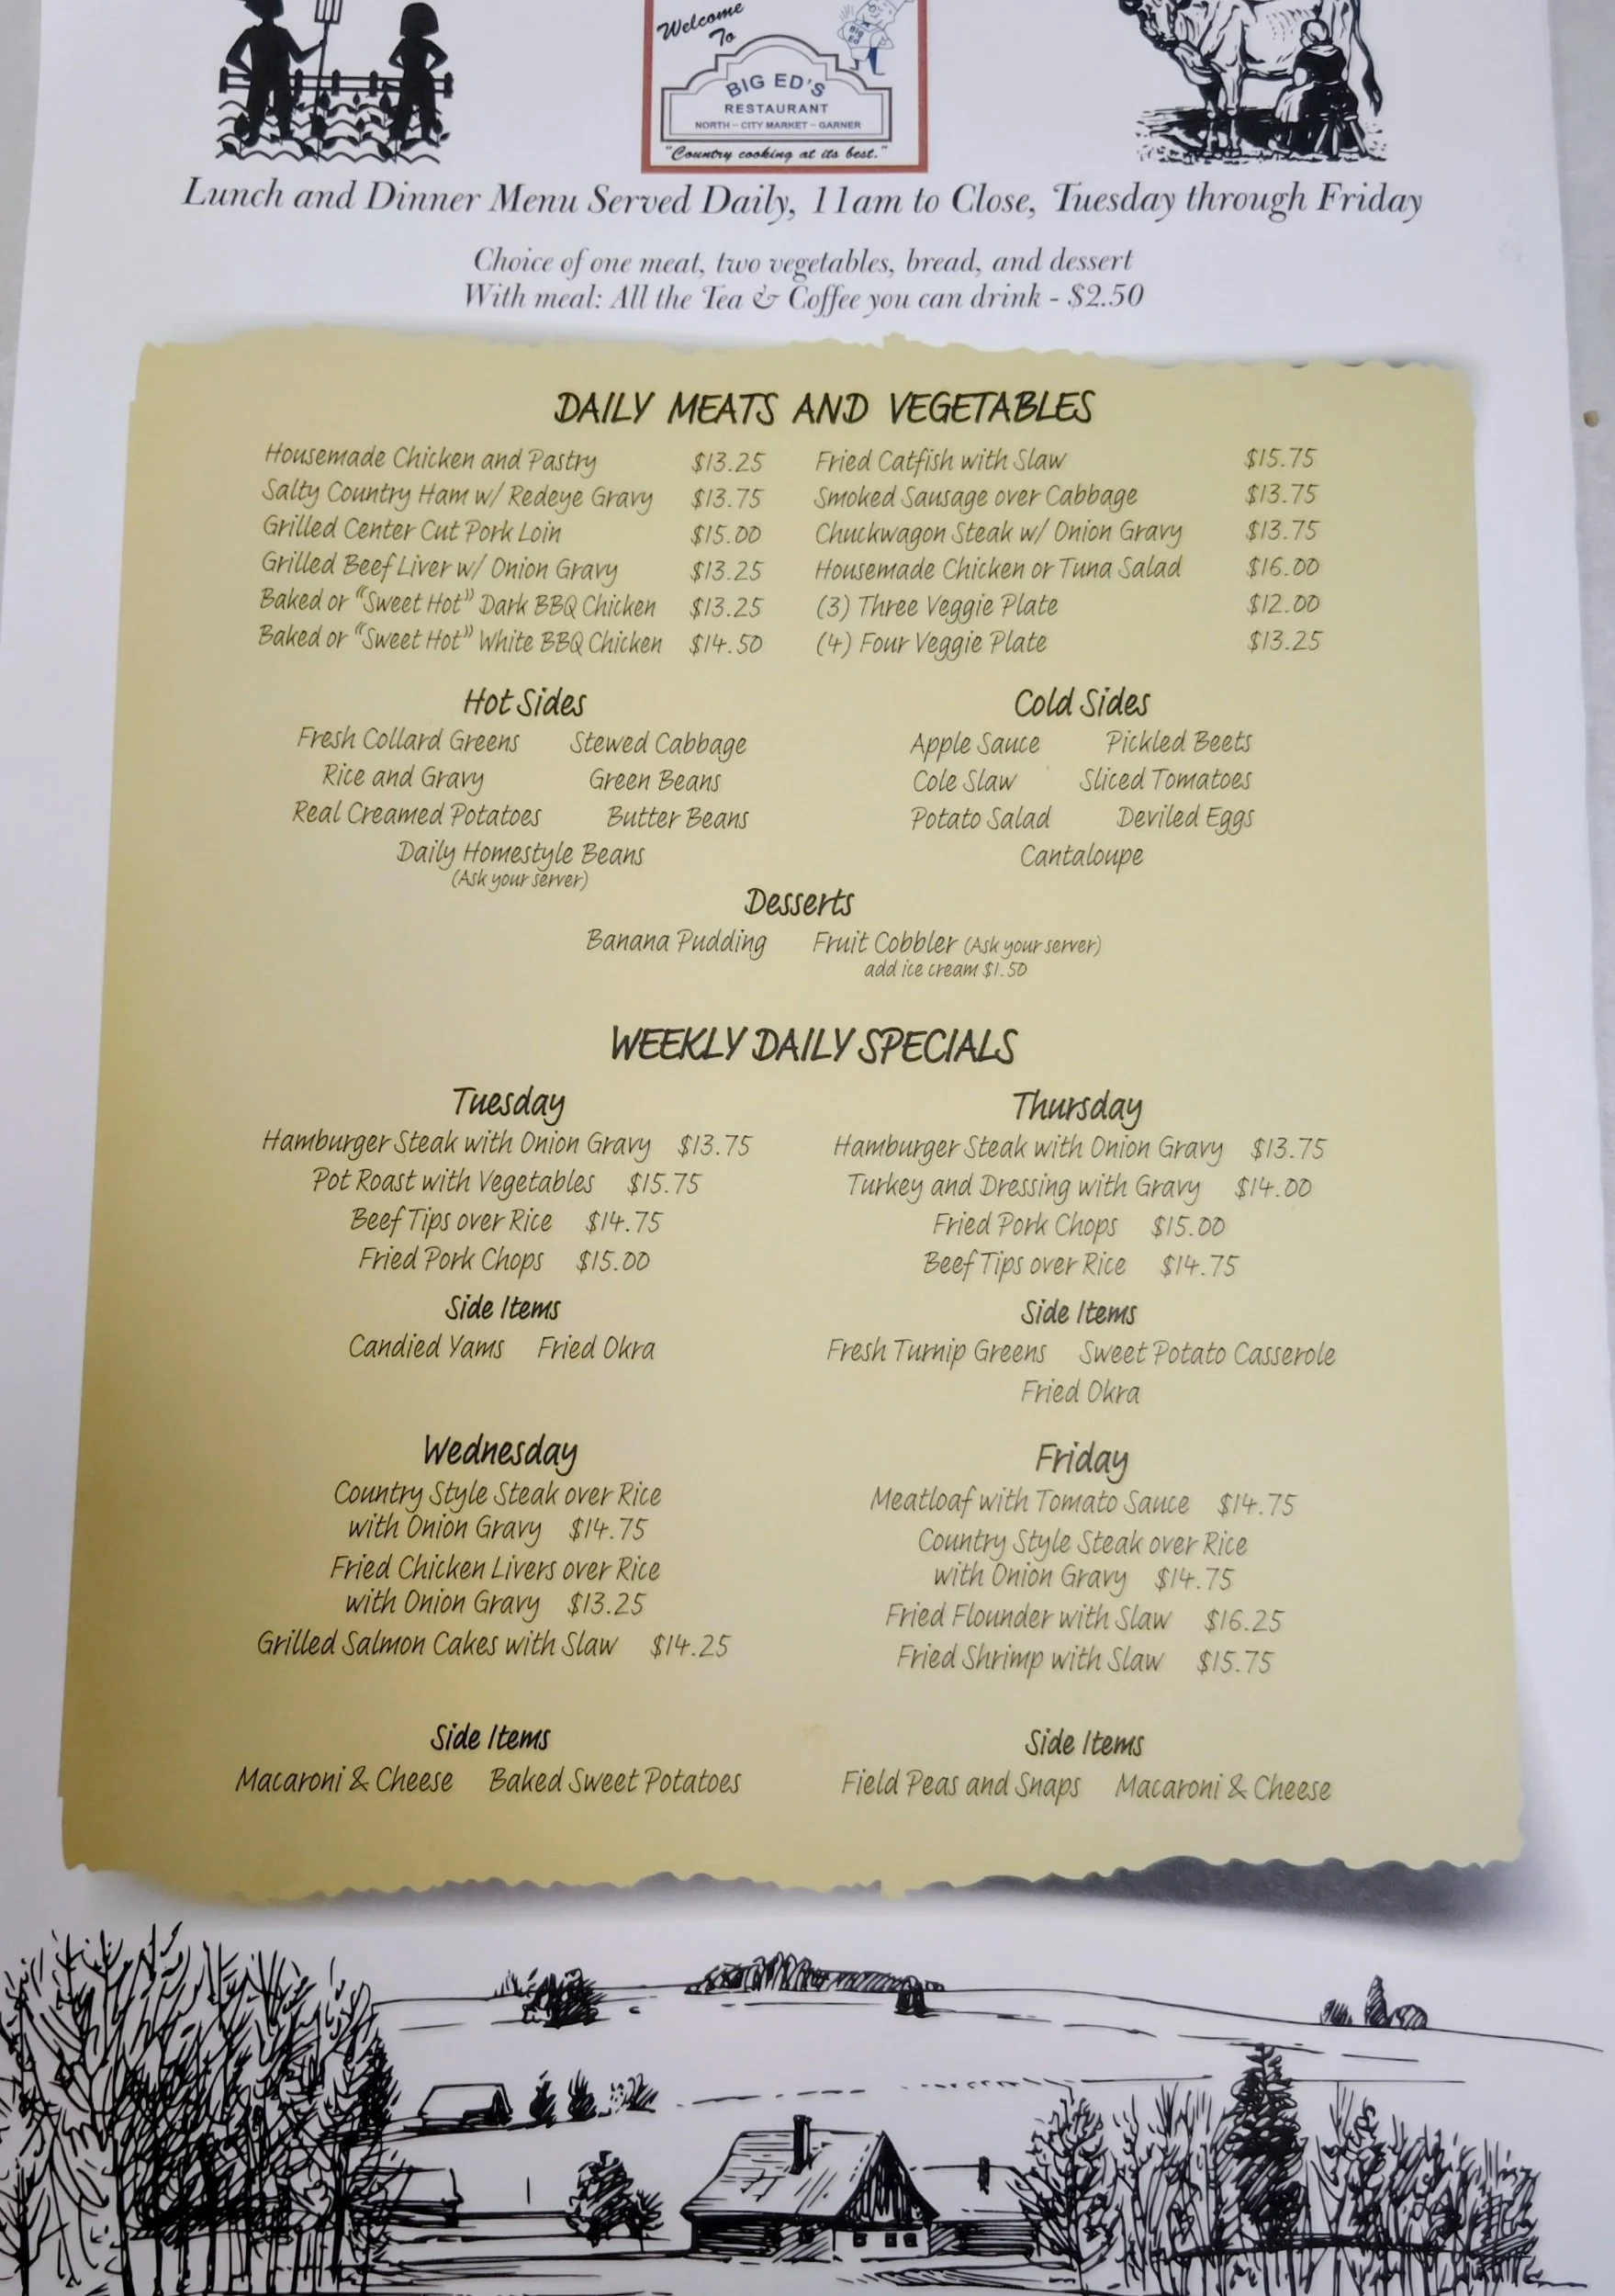 Welcome
To
BIG ED
BIG ED'S
RESTAURANT
NORTH – CITY MARKET – GARNER
"Country cooking at its best."
Lunch and Dinner Menu Served Daily, 11am to Close, Tuesday through Friday
Choice of one meat, two vegetables, bread, and dessert
With meal: All the Tea & Coffee you can drink - $2.50
DAILY MEATS AND VEGETABLES
Housemade Chicken and Pastry $13.25
Salty Country Ham w/ Redeye Gravy $13.75
Grilled Center Cut Pork Loin $15.00
Grilled Beef Liver w/ Onion Gravy $13.25
Baked or "Sweet Hot" Dark BBQ Chicken $13.25
Baked or "Sweet Hot" White BBQ Chicken $14.50
Fried Catfish with Slaw $15.75
Smoked Sausage over Cabbage $13.75
Chuckwagon Steak w/ Onion Gravy $13.75
Housemade Chicken or Tuna Salad $16.00
(3) Three Veggie Plate $12.00
(4) Four Veggie Plate $13.25
Hot Sides
Fresh Collard Greens Stewed Cabbage
Rice and Gravy Green Beans
Real Creamed Potatoes Butter Beans
Daily Homestyle Beans
(Ask your server)
Cold Sides
Apple Sauce Pickled Beets
Cole Slaw Sliced Tomatoes
Potato Salad Deviled Eggs
Cantaloupe
Desserts
Banana Pudding Fruit Cobbler (Ask your server)
add ice cream $1.50
WEEKLY DAILY SPECIALS
Tuesday
Hamburger Steak with Onion Gravy $13.75
Pot Roast with Vegetables $15.75
Beef Tips over Rice $14.75
Fried Pork Chops $15.00
Side Items
Candied Yams Fried Okra
Thursday
Hamburger Steak with Onion Gravy $13.75
Turkey and Dressing with Gravy $14.00
Fried Pork Chops $15.00
Beef Tips over Rice $14.75
Side Items
Fresh Turnip Greens Sweet Potato Casserole
Fried Okra
Wednesday
Country Style Steak over Rice
with Onion Gravy $14.75
Fried Chicken Livers over Rice
with Onion Gravy $13.25
Grilled Salmon Cakes with Slaw $14.25
Side Items
Macaroni & Cheese Baked Sweet Potatoes
Friday
Meatloaf with Tomato Sauce $14.75
Country Style Steak over Rice
with Onion Gravy $14.75
Fried Flounder with Slaw $16.25
Fried Shrimp with Slaw $15.75
Side Items
Field Peas and Snaps Macaroni & Cheese